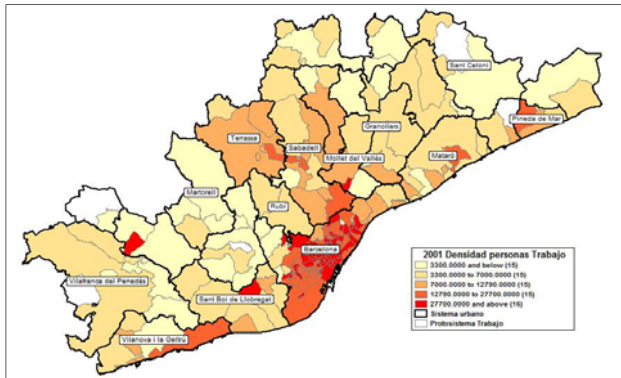 Sant Celoni
Pineda de Mar
Granollers
Terrassa
Sabadell
Mollet del Vallès
Mataró
Martorell
Rubí
Barcelona
Vilafranca del Penedès
Sant Boi de Llobregat
Vilanova i la Geltrú
2001 Densidad personas Trabajo
3300.0000 and below (15)
3300.0000 to 7000.0000 (15)
7000.0000 to 12790.0000 (15)
12790.0000 to 27700.0000 (15)
27700.0000 and above (16)
Sistema urbano
Protosistema Trabajo